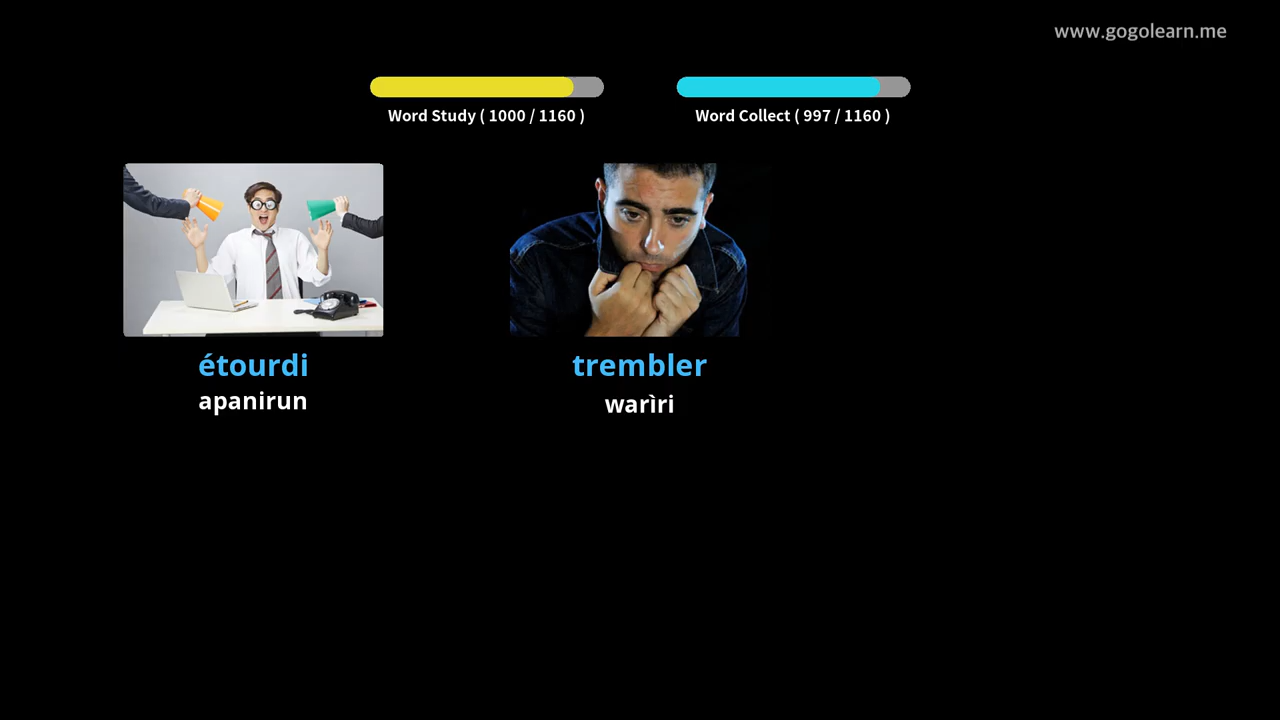 www.gogolearn.me
Word Study ( 1000 / 1160 )
Word Collect ( 997 / 1160 )
étourdi
apanirun
trembler
warìri